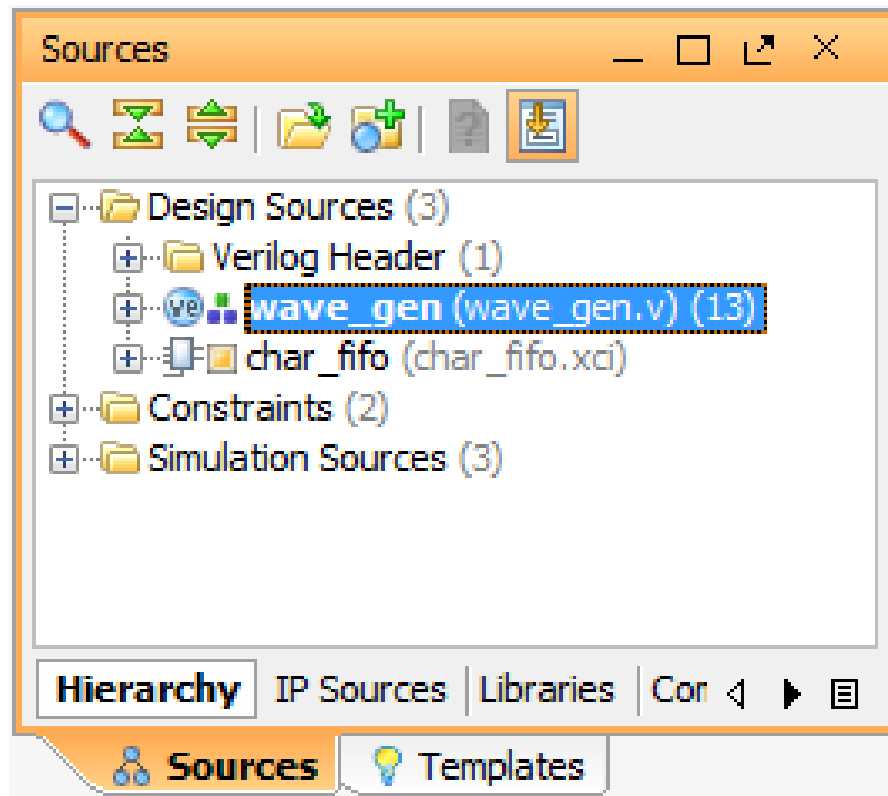 Sources
Design Sources (3)
Verilog Header (1)
wave_gen (wave_gen.v) (13)
char_fifo (char_fifo.xci)
Constraints (2)
Simulation Sources (3)
Hierarchy IP Sources Libraries
Sources Templates